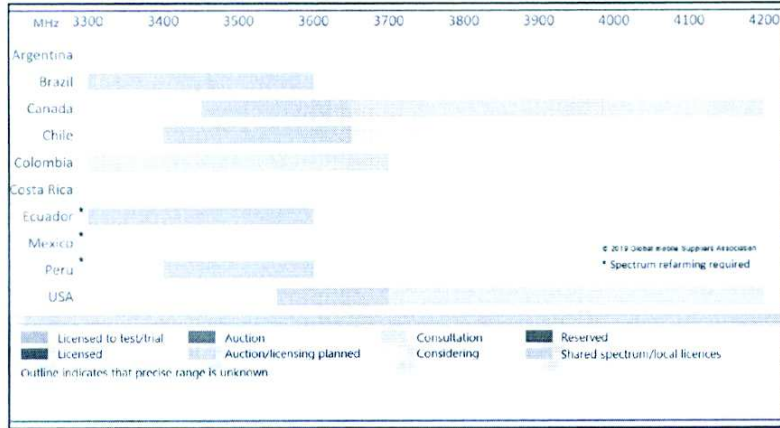 MHz 3300 3400 3500 3600 3700 3800 3900 4000 4100 4200
Argentina
Brazil
Canada
Chile
Colombia
Costa Rica
Ecuador *
Mexico *
© 2019 Global mobile Suppliers Association
Peru *
* Spectrum refarming required
USA
Licensed to test/trial Auction Consultation Reserved
Licensed Auction/licensing planned Considering Shared spectrum/local licences
Outline indicates that precise range is unknown